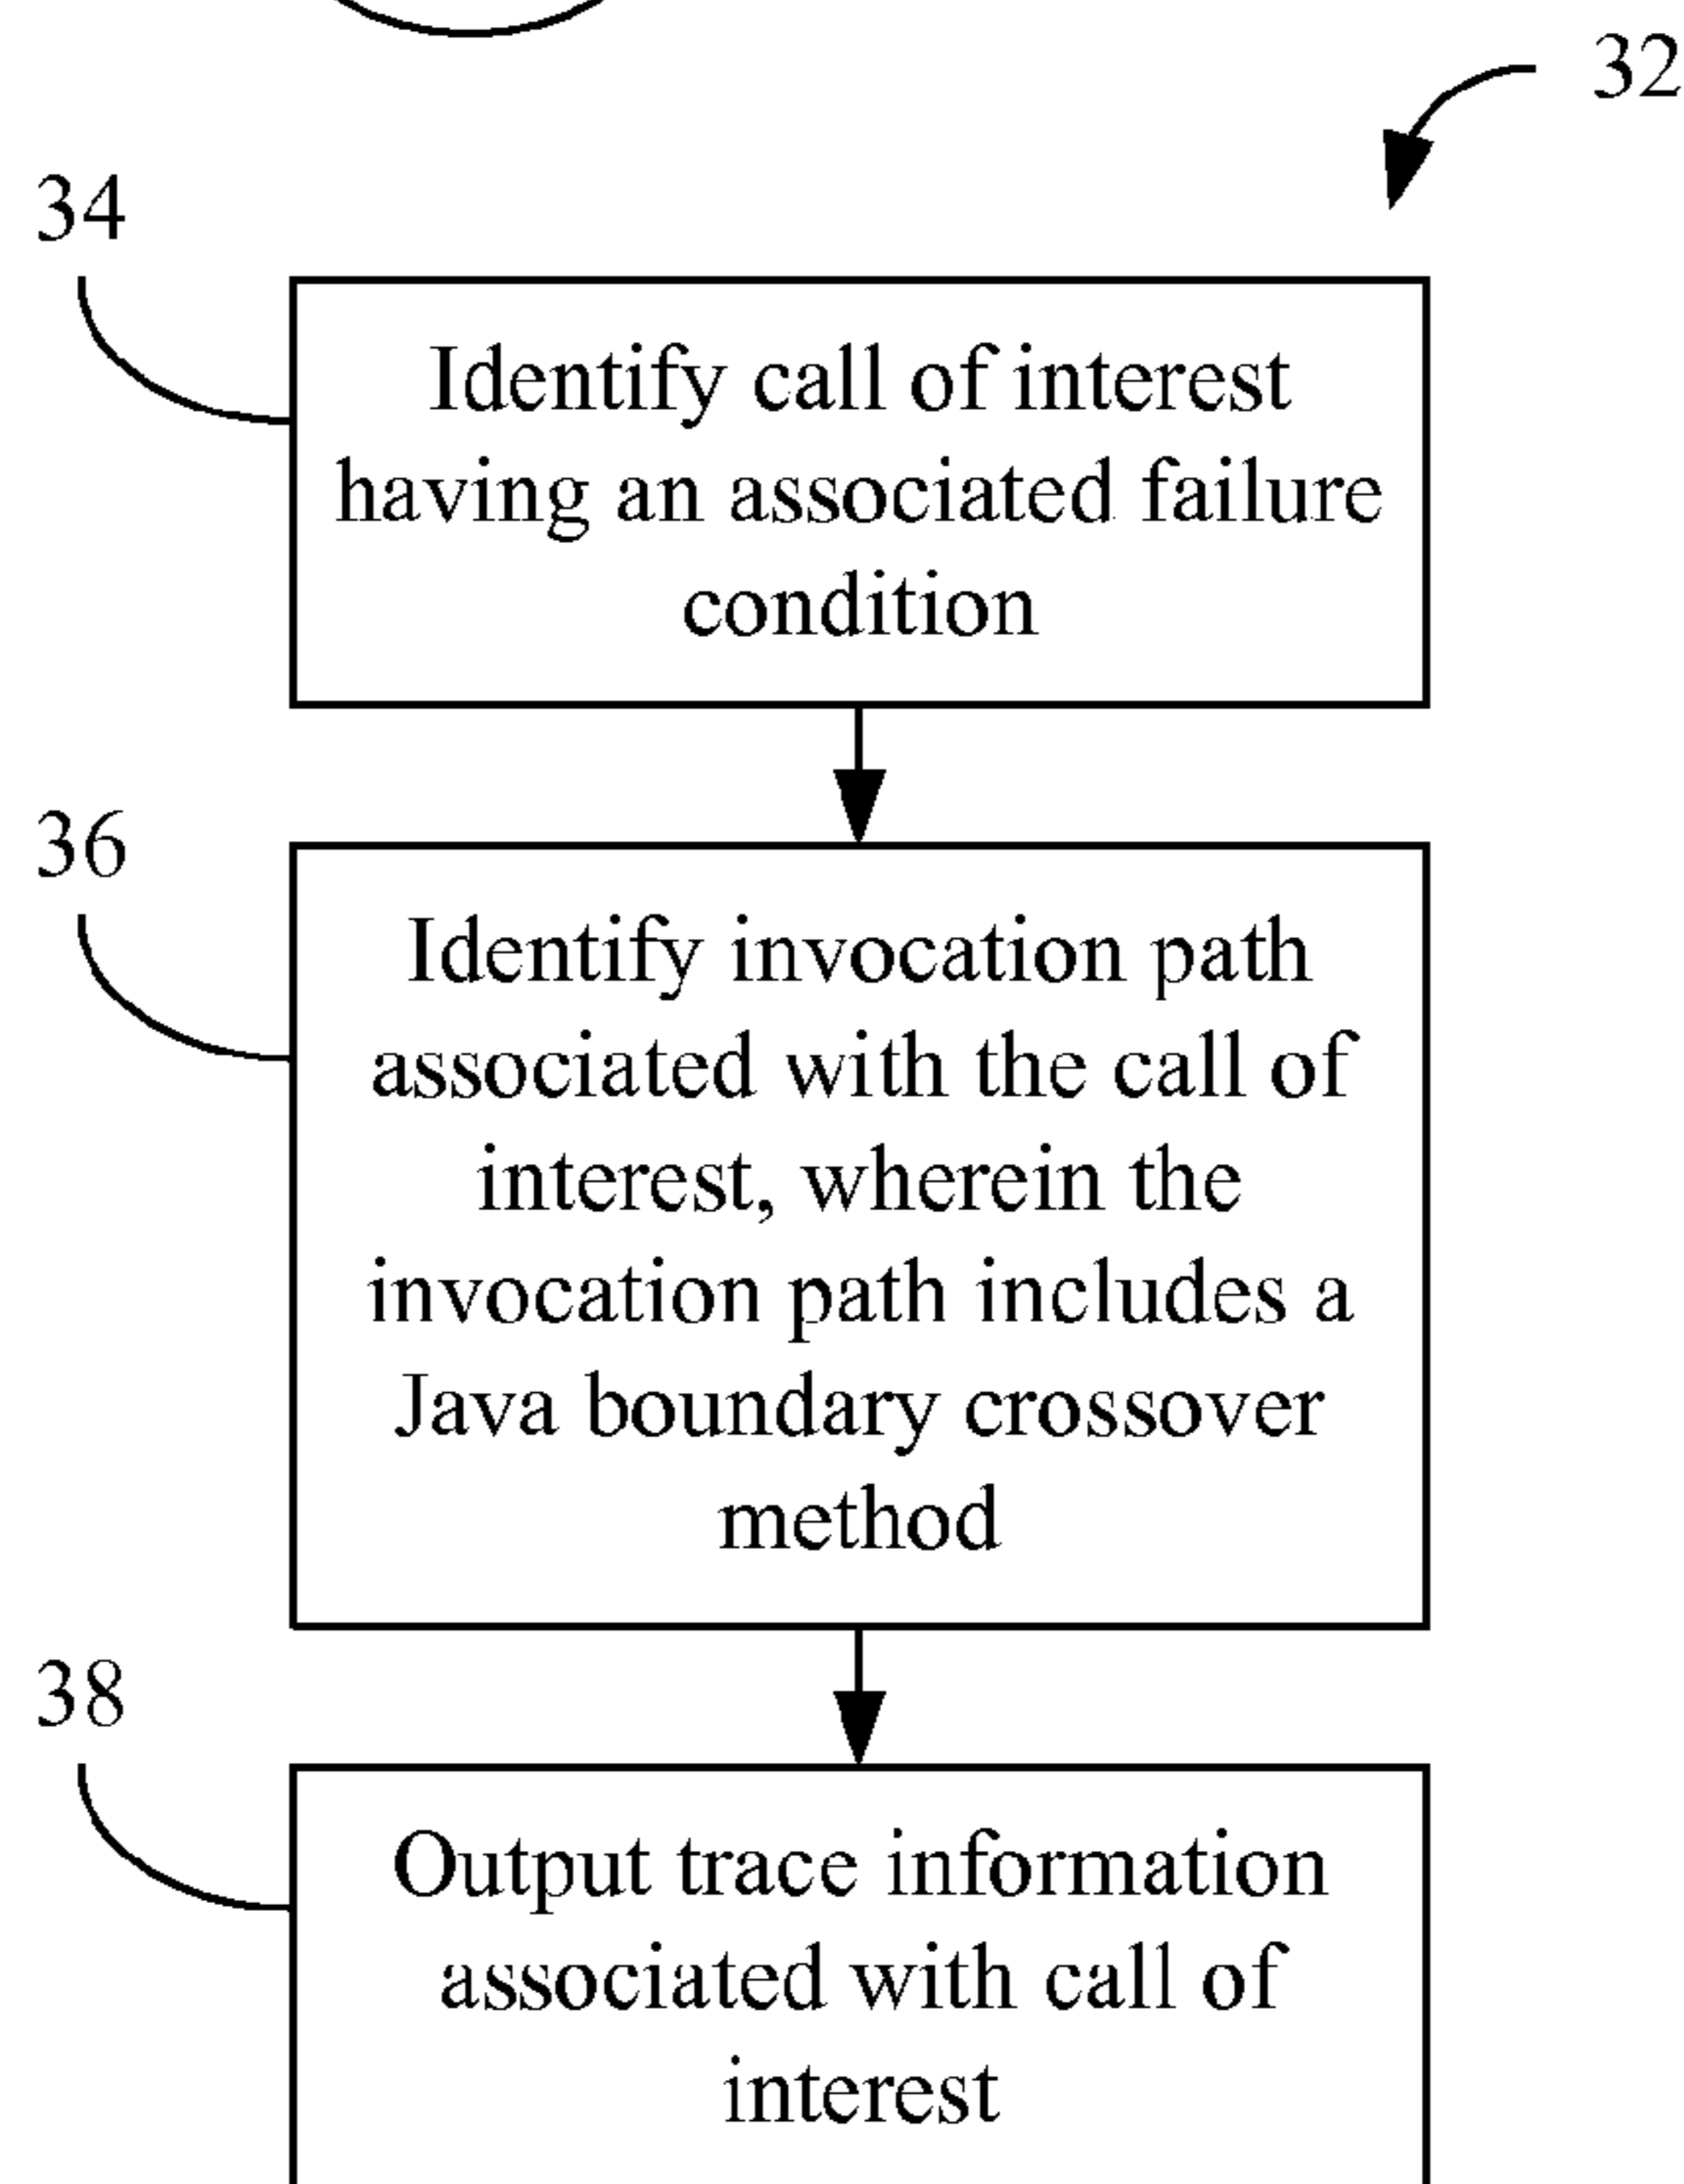 32
34
Identify call of interest
having an associated failure
condition
36
Identify invocation path
associated with the call of
interest, wherein the
invocation path includes a
Java boundary crossover
method
38
Output trace information
associated with call of
interest